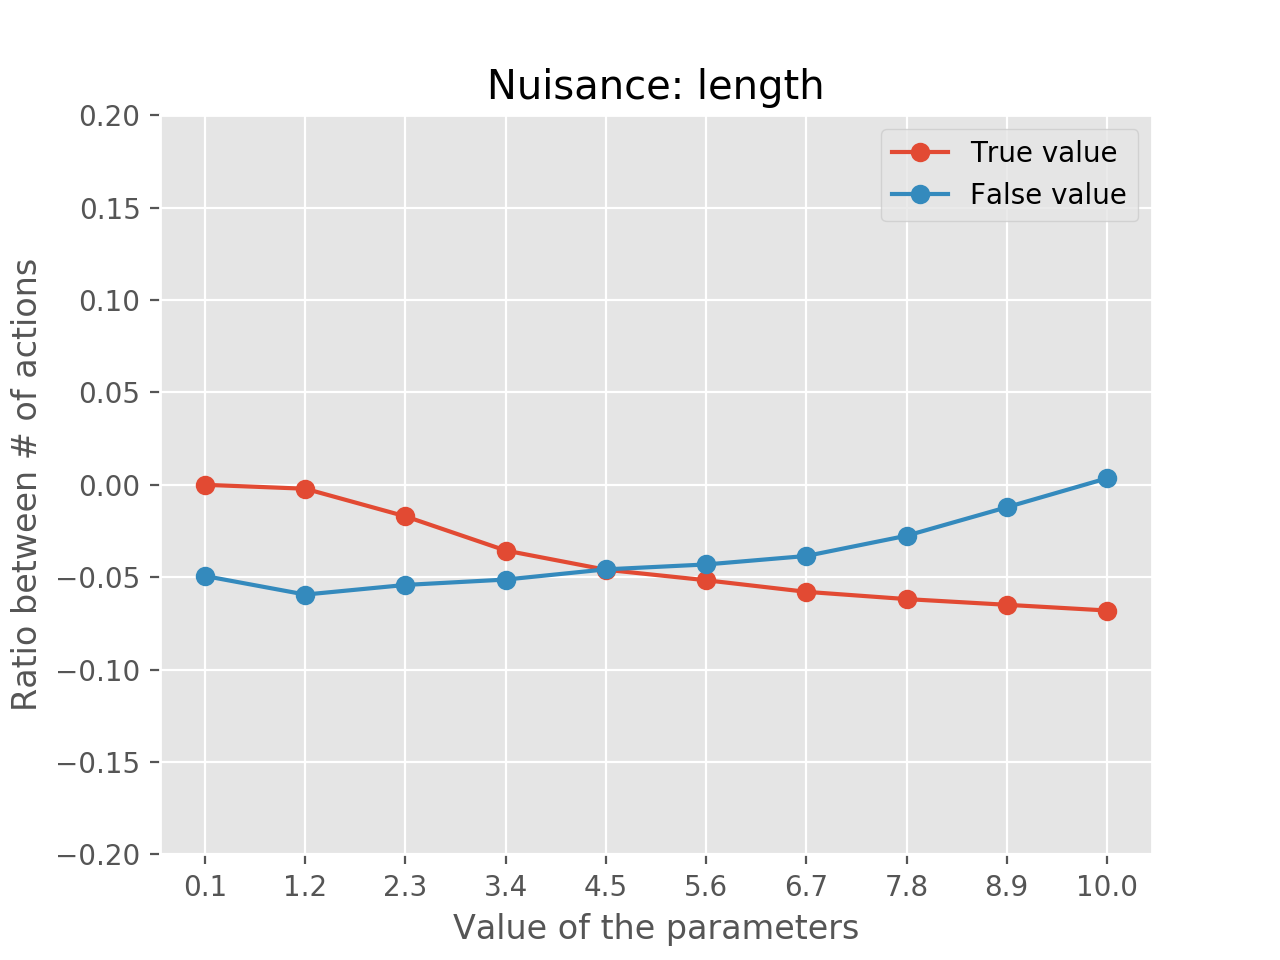 Nuisance: length
True value
False value
Ratio between # of actions
0.20
0.15
0.10
0.05
0.00
−0.05
−0.10
−0.15
−0.20
0.1 1.2 2.3 3.4 4.5 5.6 6.7 7.8 8.9 10.0
Value of the parameters